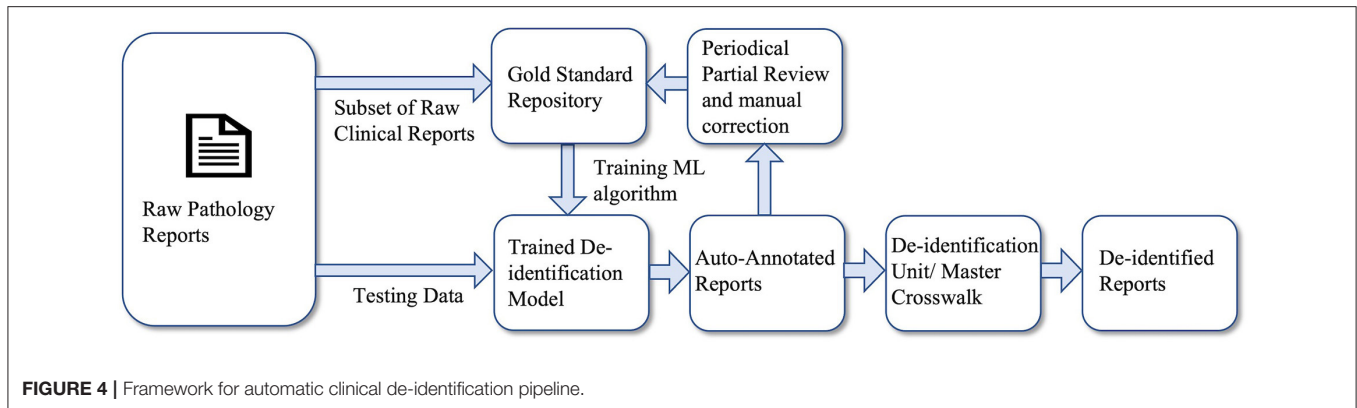 Raw Pathology
Reports
Subset of Raw
Clinical Reports
Testing Data
Gold Standard
Repository
Periodical
Partial Review
and manual
correction
Training ML
algorithm
Trained De-
identification
Model
Auto-Annotated
Reports
De-identification
Unit/ Master
Crosswalk
De-identified
Reports
FIGURE 4 | Framework for automatic clinical de-identification pipeline.